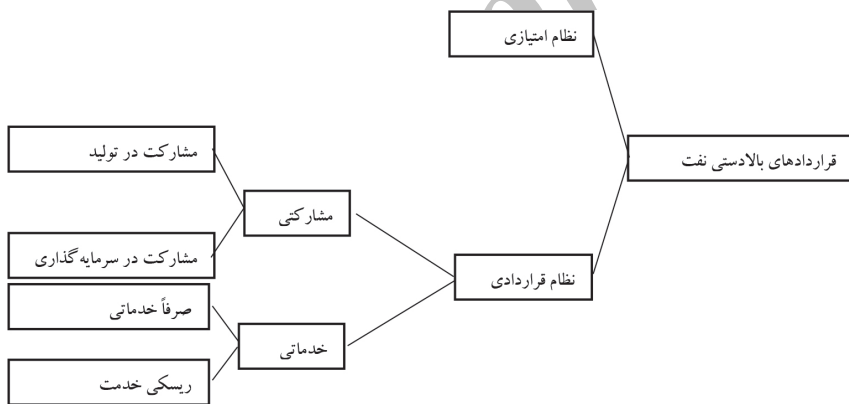 نظام امتیازی
قراردادهای بالادستی نفت
مشارکت در تولید
مشارکتی
مشارکت در سرمایه‌گذاری
نظام قراردادی
صرفاً خدماتی
خدماتی
ریسکی خدمت